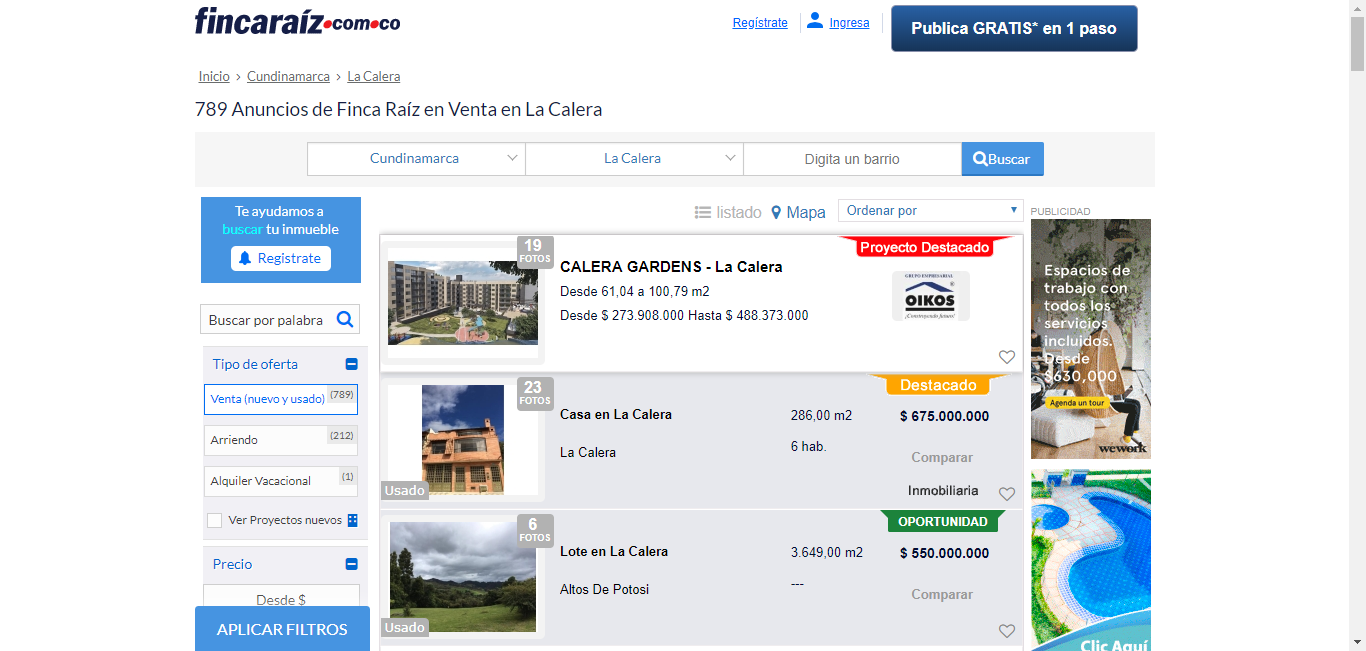 fincaraíz.com.co
Regístrate
Ingresa
Publica GRATIS* en 1 paso
Inicio › Cundinamarca › La Calera
789 Anuncios de Finca Raíz en Venta en La Calera
Cundinamarca
La Calera
Digita un barrio
Buscar
Te ayudamos a
buscar tu inmueble
Registrate
Buscar por palabra
Tipo de oferta
Venta (nuevo y usado) (789)
Arriendo (212)
Alquiler Vacacional (1)
Ver Proyectos nuevos
Precio
Desde $
APLICAR FILTROS
listado
Mapa
Ordenar por
19
FOTOS
CALERA GARDENS - La Calera
Desde 61,04 a 100,79 m2
Desde $ 273.908.000 Hasta $ 488.373.000
Proyecto Destacado
GRUPO EMPRESARIAL
OIKOS
¡Construyendo futuro!
23
FOTOS
Usado
Casa en La Calera
La Calera
286,00 m2
6 hab.
Destacado
$ 675.000.000
Comparar
Inmobiliaria
6
FOTOS
Usado
Lote en La Calera
Altos De Potosi
3.649,00 m2
---
OPORTUNIDAD
$ 550.000.000
Comparar
PUBLICIDAD
Espacios de
trabajo con
todos los
servicios
incluidos.
Desde
$630,000
Agenda un tour
wework
Clic Aquí